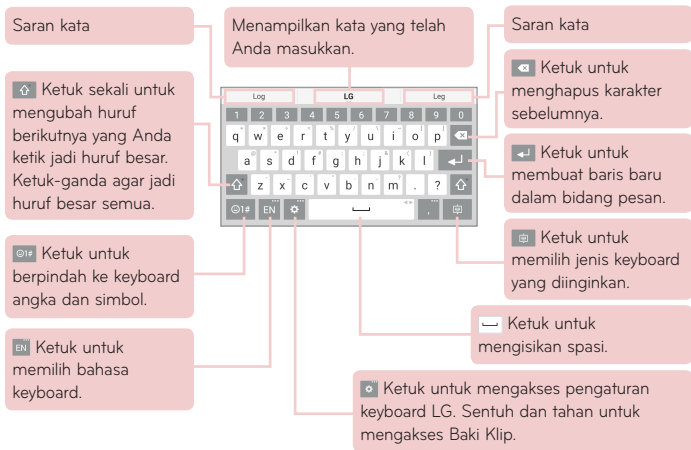 Saran kata
Menampilkan kata yang telah
Anda masukkan.
Saran kata
Ketuk sekali untuk
mengubah huruf
berikutnya yang Anda
ketik jadi huruf besar.
Ketuk-ganda agar jadi
huruf besar semua.
Ketuk untuk
berpindah ke keyboard
angka dan simbol.
EN Ketuk untuk
memilih bahasa
keyboard.
Log LG Leg
1 2 3 4 5 6 7 8 9 0
q w e r t y u i o p
a s d f g h j k l
z x c v b n m . ?
☺1# EN ,
Ketuk untuk
menghapus karakter
sebelumnya.
Ketuk untuk
membuat baris baru
dalam bidang pesan.
Ketuk untuk
memilih jenis keyboard
yang diinginkan.
Ketuk untuk
mengisikan spasi.
Ketuk untuk mengakses pengaturan
keyboard LG. Sentuh dan tahan untuk
mengakses Baki Klip.